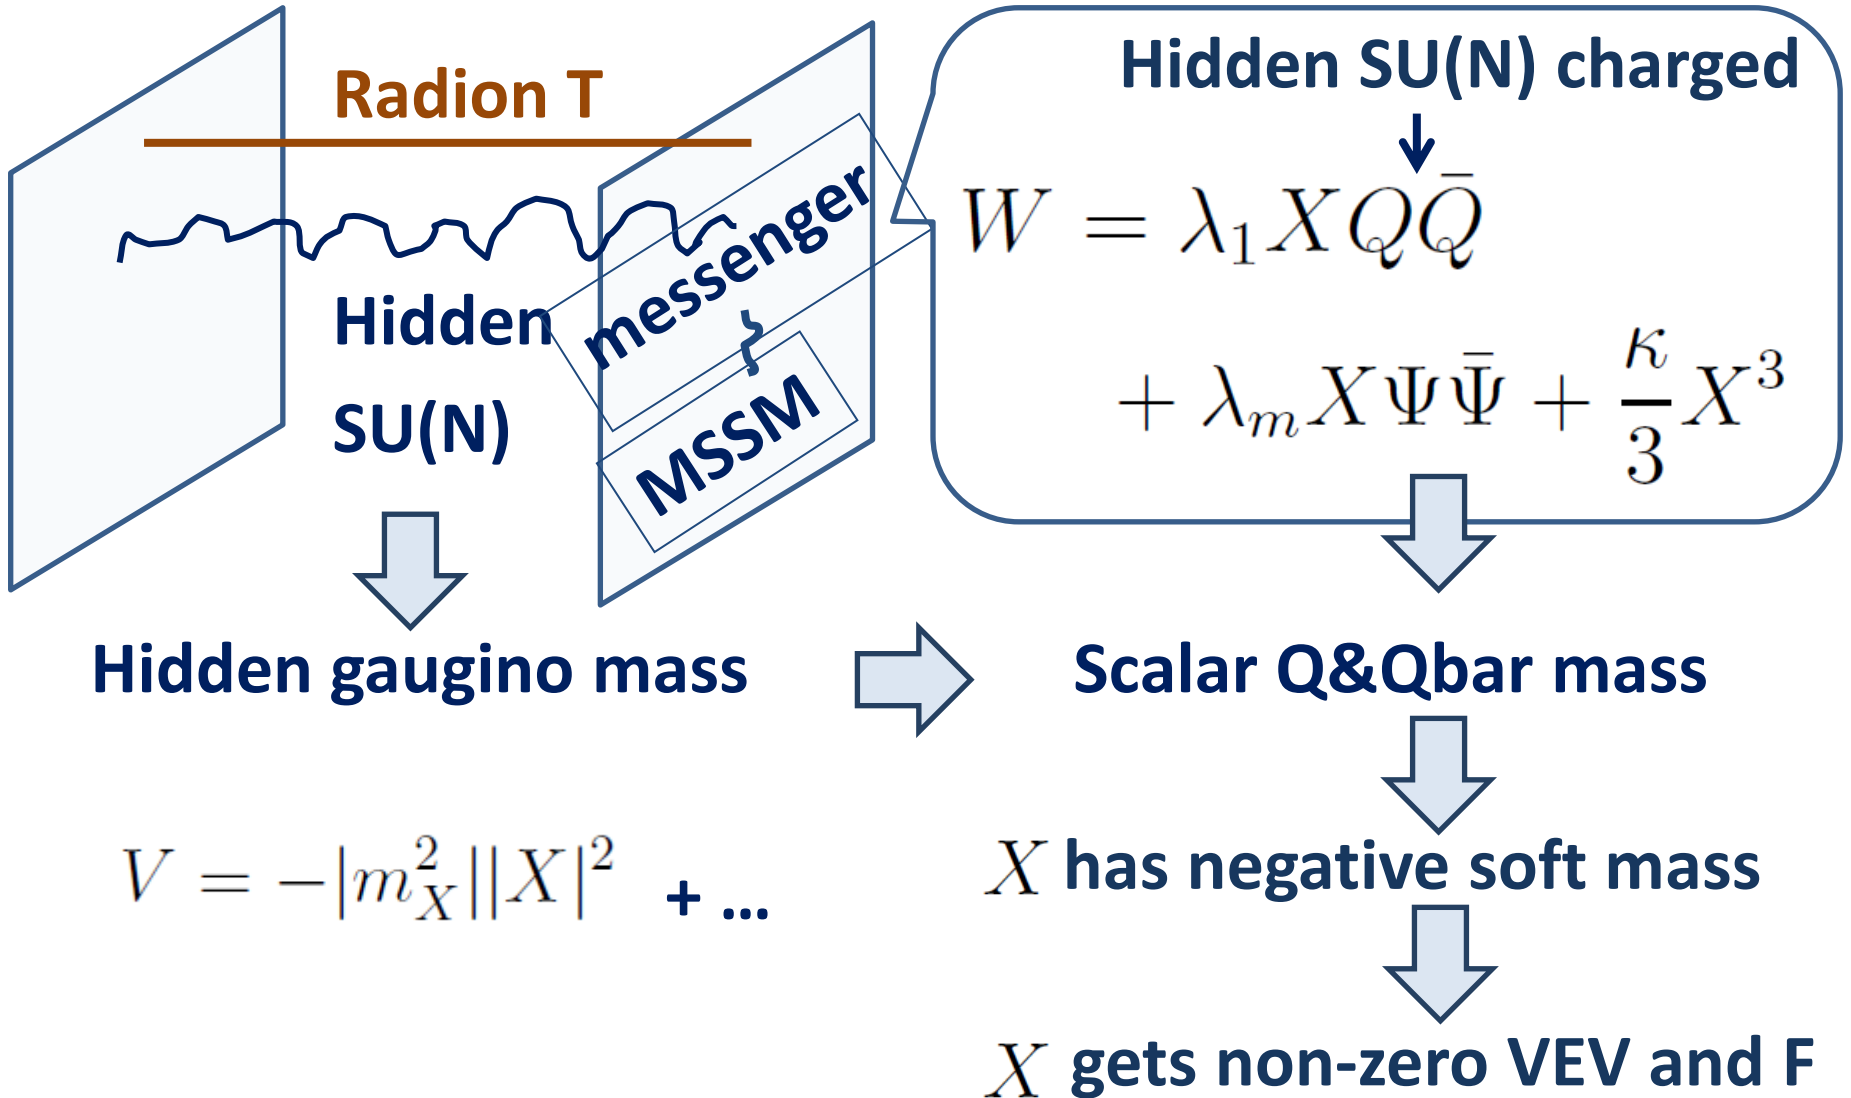 Radion T
Hidden
SU(N)
messenger
MSSM
Hidden SU(N) charged
W = λ₁XQQ̄
+ λₘXΨΨ̄ + κ/3 X³
Hidden gaugino mass
Scalar Q&Qbar mass
V = −|m²_X||X|² + ...
X has negative soft mass
X gets non-zero VEV and F